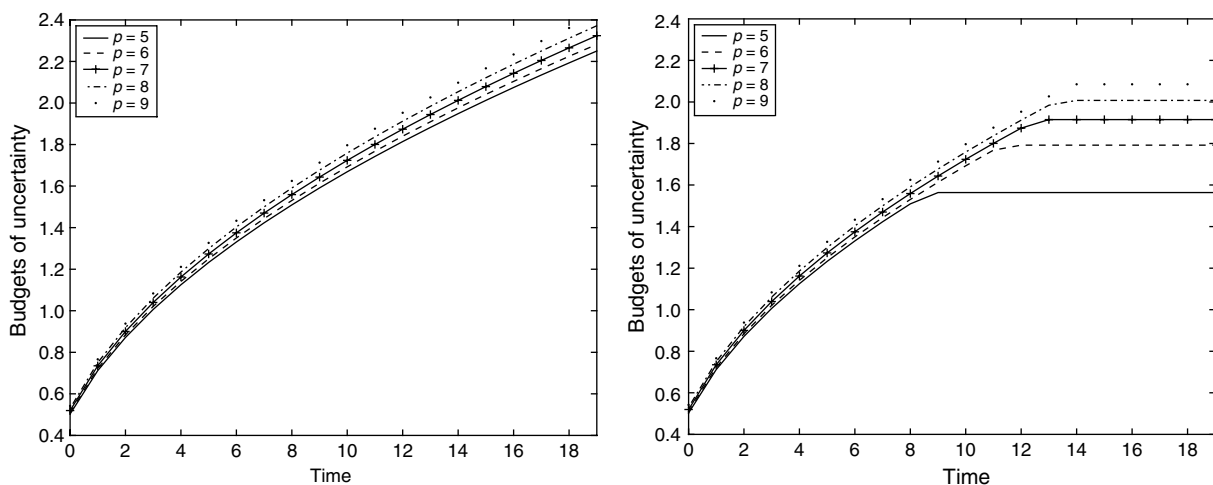 Budgets of uncertainty
2.4
2.2
2.0
1.8
1.6
1.4
1.2
1.0
0.8
0.6
0.4
p = 5
p = 6
p = 7
p = 8
p = 9
0 2 4 6 8 10 12 14 16 18
Time
Budgets of uncertainty
2.4
2.2
2.0
1.8
1.6
1.4
1.2
1.0
0.8
0.6
0.4
p = 5
p = 6
p = 7
p = 8
p = 9
0 2 4 6 8 10 12 14 16 18
Time